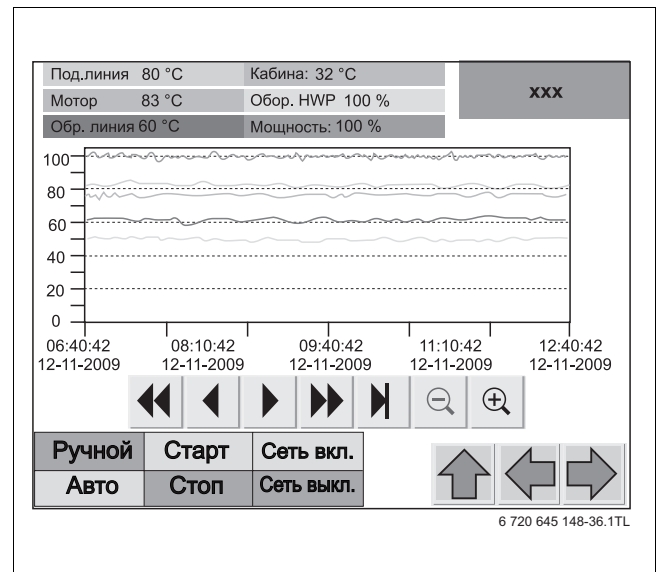 Под.линия 80 °C Кабина: 32 °C
xxx
Мотор 83 °C Обор. HWP 100 %
Обр. линия 60 °C Мощность: 100 %
100
80
60
40
20
0
06:40:42 08:10:42 09:40:42 11:10:42 12:40:42
12-11-2009 12-11-2009 12-11-2009 12-11-2009 12-11-2009
Ручной Старт Сеть вкл.
Авто Стоп Сеть выкл.
6 720 645 148-36.1TL